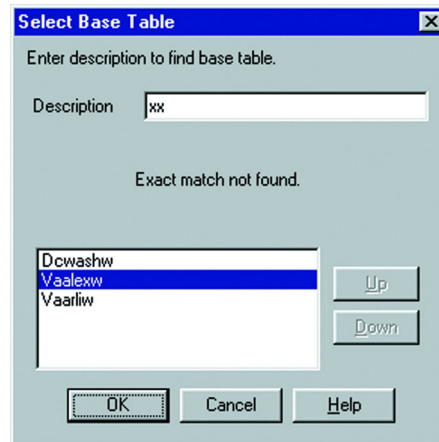 Select Base Table
Enter description to find base table.
Description xx
Exact match not found.
Dcwashw
Vaalexw
Vaarliw
Up
Down
OK Cancel Help